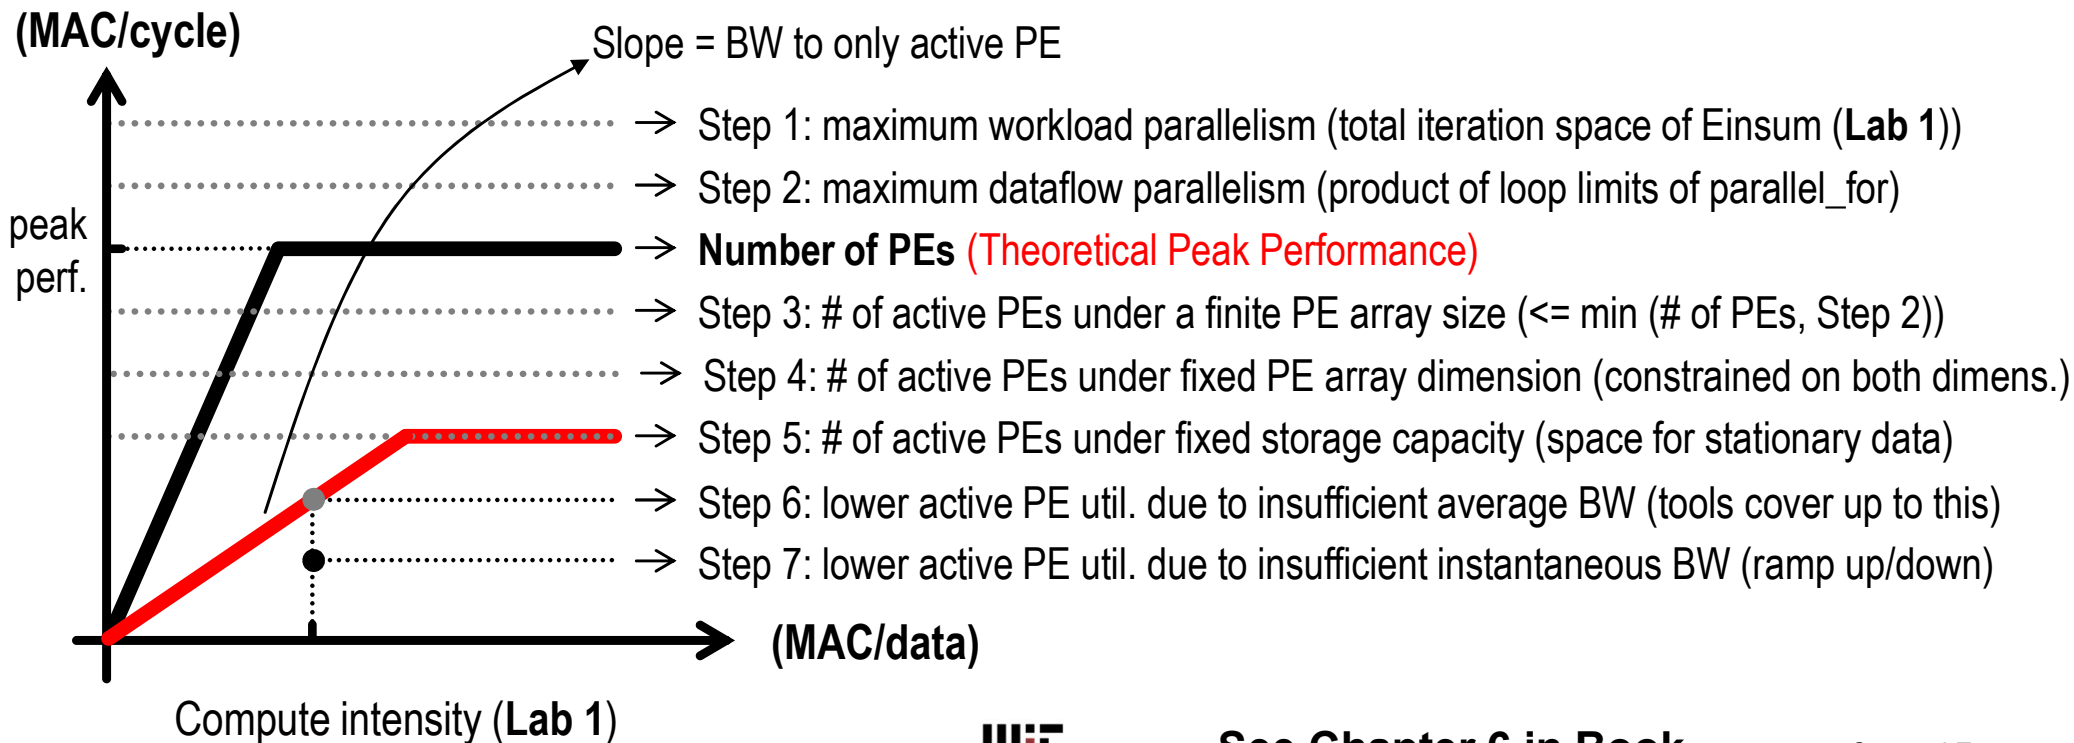 (MAC/cycle)
Slope = BW to only active PE
Step 1: maximum workload parallelism (total iteration space of Einsum (Lab 1))
Step 2: maximum dataflow parallelism (product of loop limits of parallel_for)
peak
perf.
Number of PEs (Theoretical Peak Performance)
Step 3: # of active PEs under a finite PE array size (<= min (# of PEs, Step 2))
Step 4: # of active PEs under fixed PE array dimension (constrained on both dimens.)
Step 5: # of active PEs under fixed storage capacity (space for stationary data)
Step 6: lower active PE util. due to insufficient average BW (tools cover up to this)
Step 7: lower active PE util. due to insufficient instantaneous BW (ramp up/down)
(MAC/data)
Compute intensity (Lab 1)
See Chapter 6 in Book